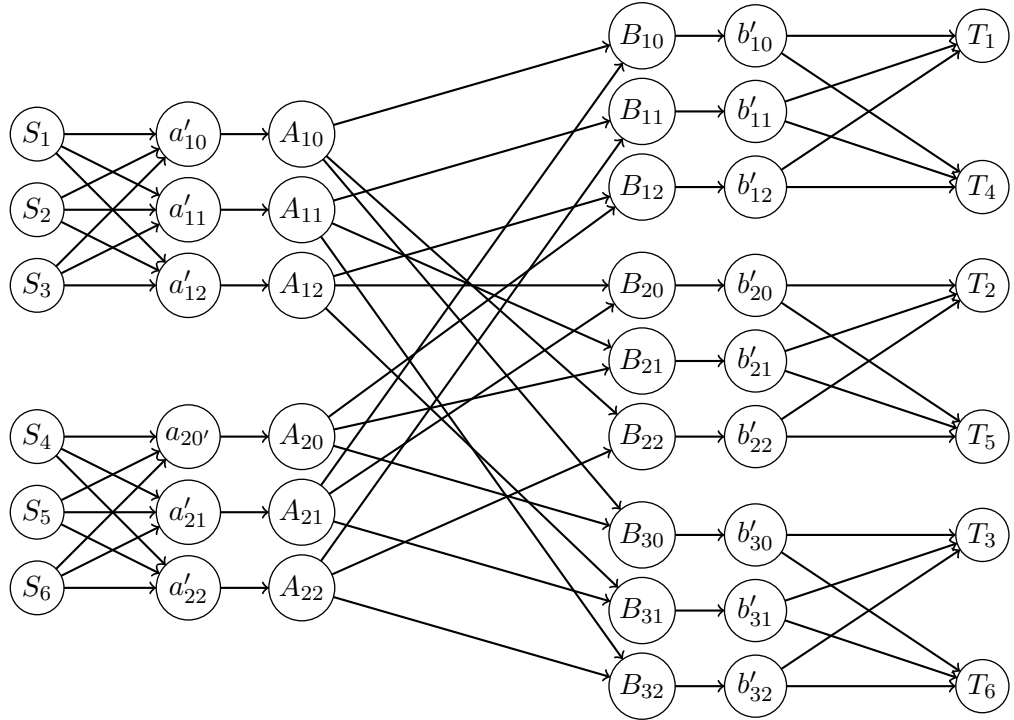 S₁ a′₁₀ A₁₀ B₁₀ b′₁₀ T₁
S₂ a′₁₁ A₁₁ B₁₁ b′₁₁
S₃ a′₁₂ A₁₂ B₁₂ b′₁₂ T₄
B₂₀ b′₂₀ T₂
B₂₁ b′₂₁
S₄ a₂₀′ A₂₀ B₂₂ b′₂₂ T₅
S₅ a′₂₁ A₂₁ B₃₀ b′₃₀ T₃
S₆ a′₂₂ A₂₂ B₃₁ b′₃₁
B₃₂ b′₃₂ T₆